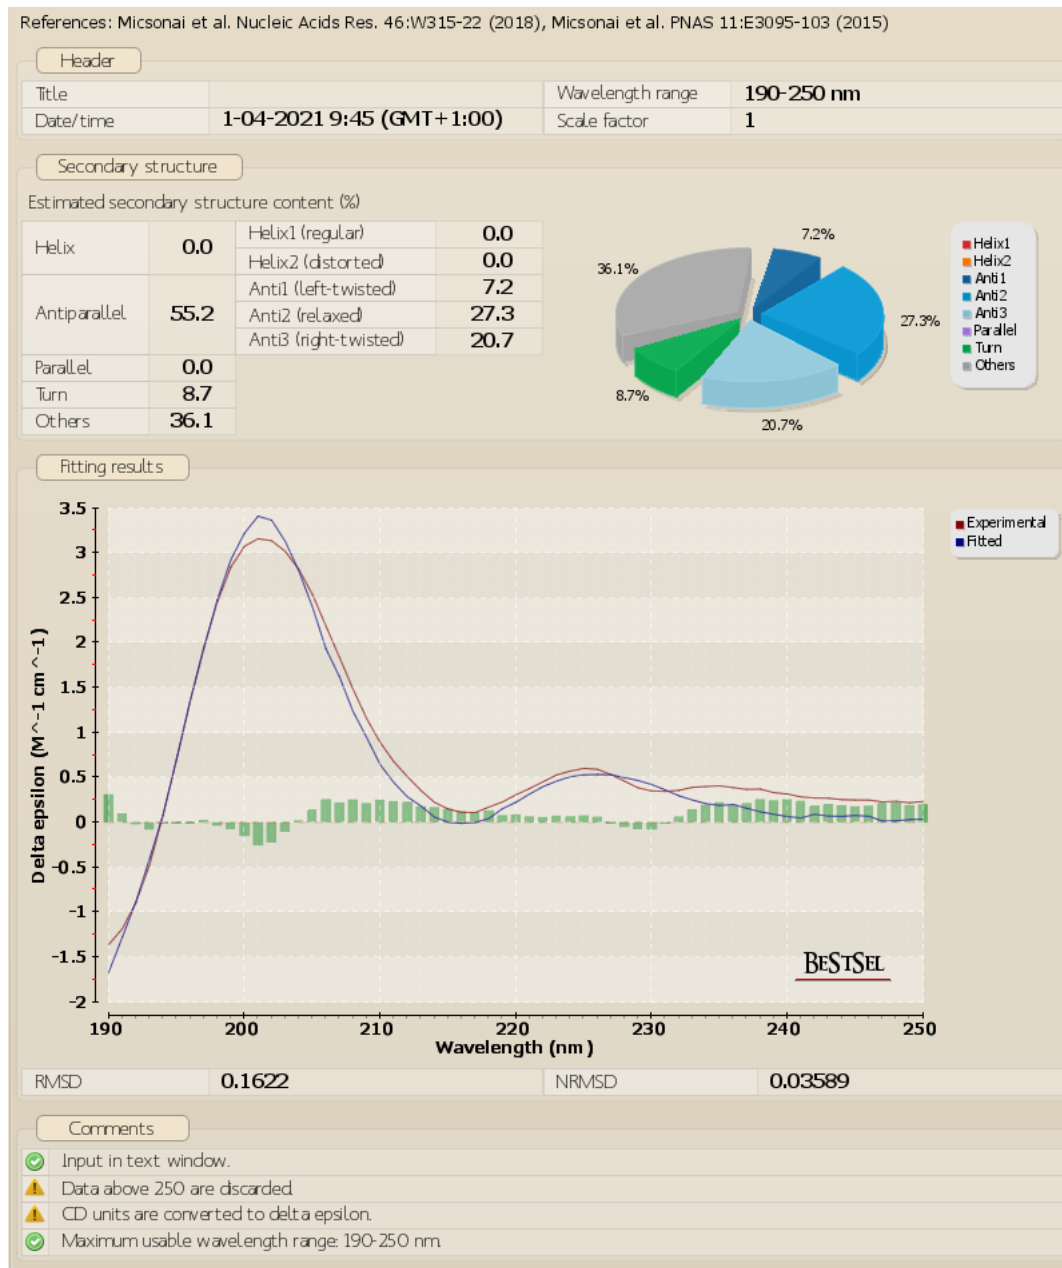 References: Micsonai et al. Nucleic Acids Res. 46:W315-22 (2018), Micsonai et al. PNAS 11:E3095-103 (2015)
Header
Title Wavelength range 190-250 nm
Date/time 1-04-2021 9:45 (GMT+1:00) Scale factor 1
Secondary structure
Estimated secondary structure content (%)
Helix 0.0 Helix1 (regular) 0.0
Helix2 (distorted) 0.0
Antiparallel 55.2 Anti1 (left-twisted) 7.2
Anti2 (relaxed) 27.3
Anti3 (right-twisted) 20.7
Parallel 0.0
Turn 8.7
Others 36.1
7.2%
27.3%
20.7%
8.7%
36.1%
Helix1
Helix2
Anti1
Anti2
Anti3
Parallel
Turn
Others
Fitting results
Delta epsilon (M^-1 cm^-1)
3.5
3
2.5
2
1.5
1
0.5
0
-0.5
-1
-1.5
-2
190 200 210 220 230 240 250
Wavelength (nm)
Experimental
Fitted
BESTSEL
RMSD 0.1622 NRMSD 0.03589
Comments
Input in text window.
Data above 250 are discarded.
CD units are converted to delta epsilon.
Maximum usable wavelength range: 190-250 nm.